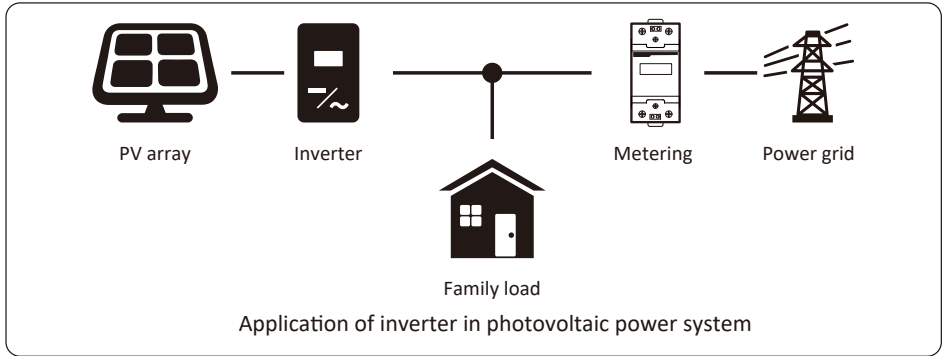 PV array
Inverter
Metering
Power grid
Family load
Application of inverter in photovoltaic power system